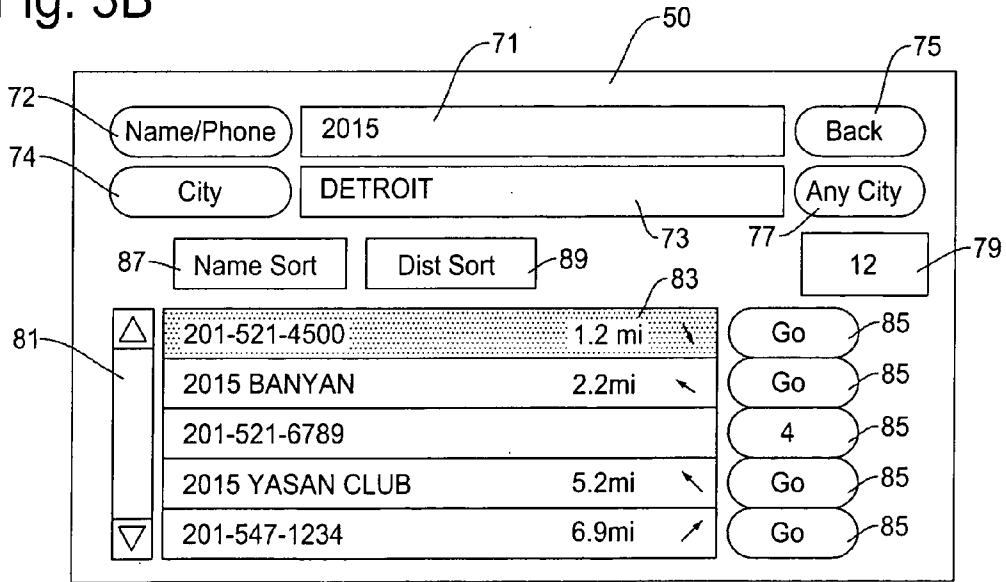 Fig. 5B
50
71
75
72
Name/Phone
2015
Back
74
City
DETROIT
Any City
73
77
87
Name Sort
Dist Sort
89
12
79
83
81
201-521-4500 1.2 mi Go 85
2015 BANYAN 2.2mi Go 85
201-521-6789 4 85
2015 YASAN CLUB 5.2mi Go 85
201-547-1234 6.9mi Go 85